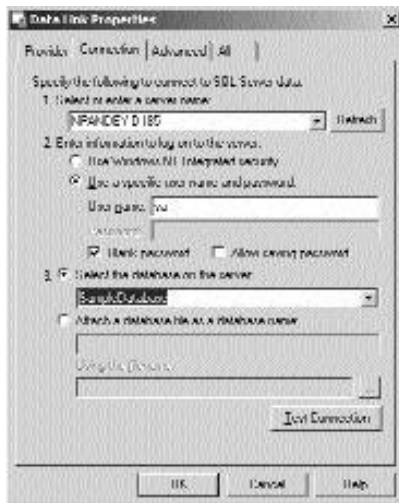 Data Link Properties
Provider Connection Advanced All
Specify the following to connect to SQL Server data:
1. Select or enter a server name:
Refresh
2. Enter information to log on to the server:
Use Windows NT Integrated security
Use a specific user name and password:
User name: sa
Password:
Blank password Allow saving password
3. Select the database on the server:
SampleDatabase
Attach a database file as a database name:
Using the filename:
...
Test Connection
OK Cancel Help